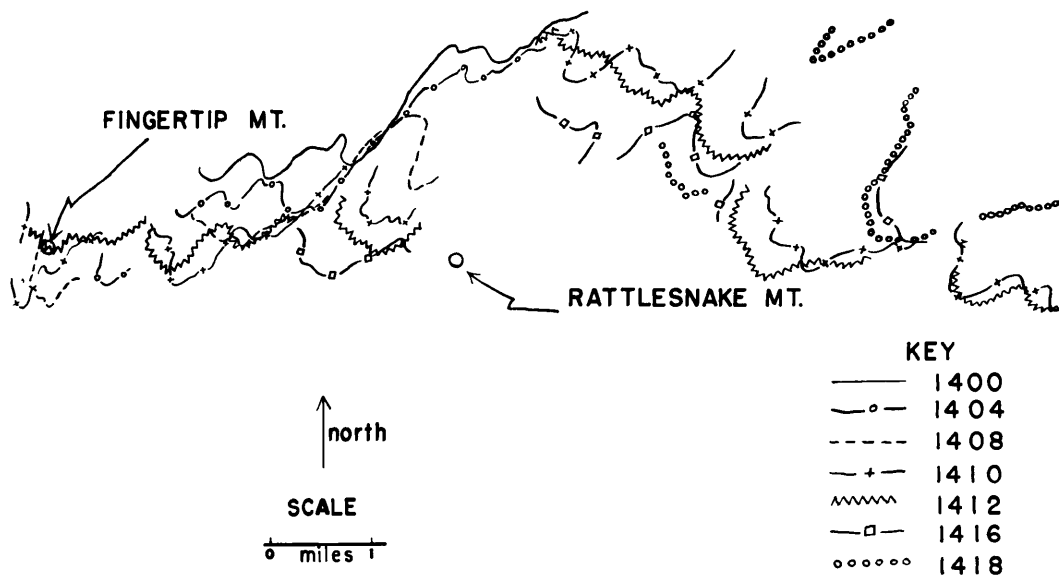 FINGERTIP MT.
RATTLESNAKE MT.
north
SCALE
0 miles 1
KEY
1400
1404
1408
1410
1412
1416
1418